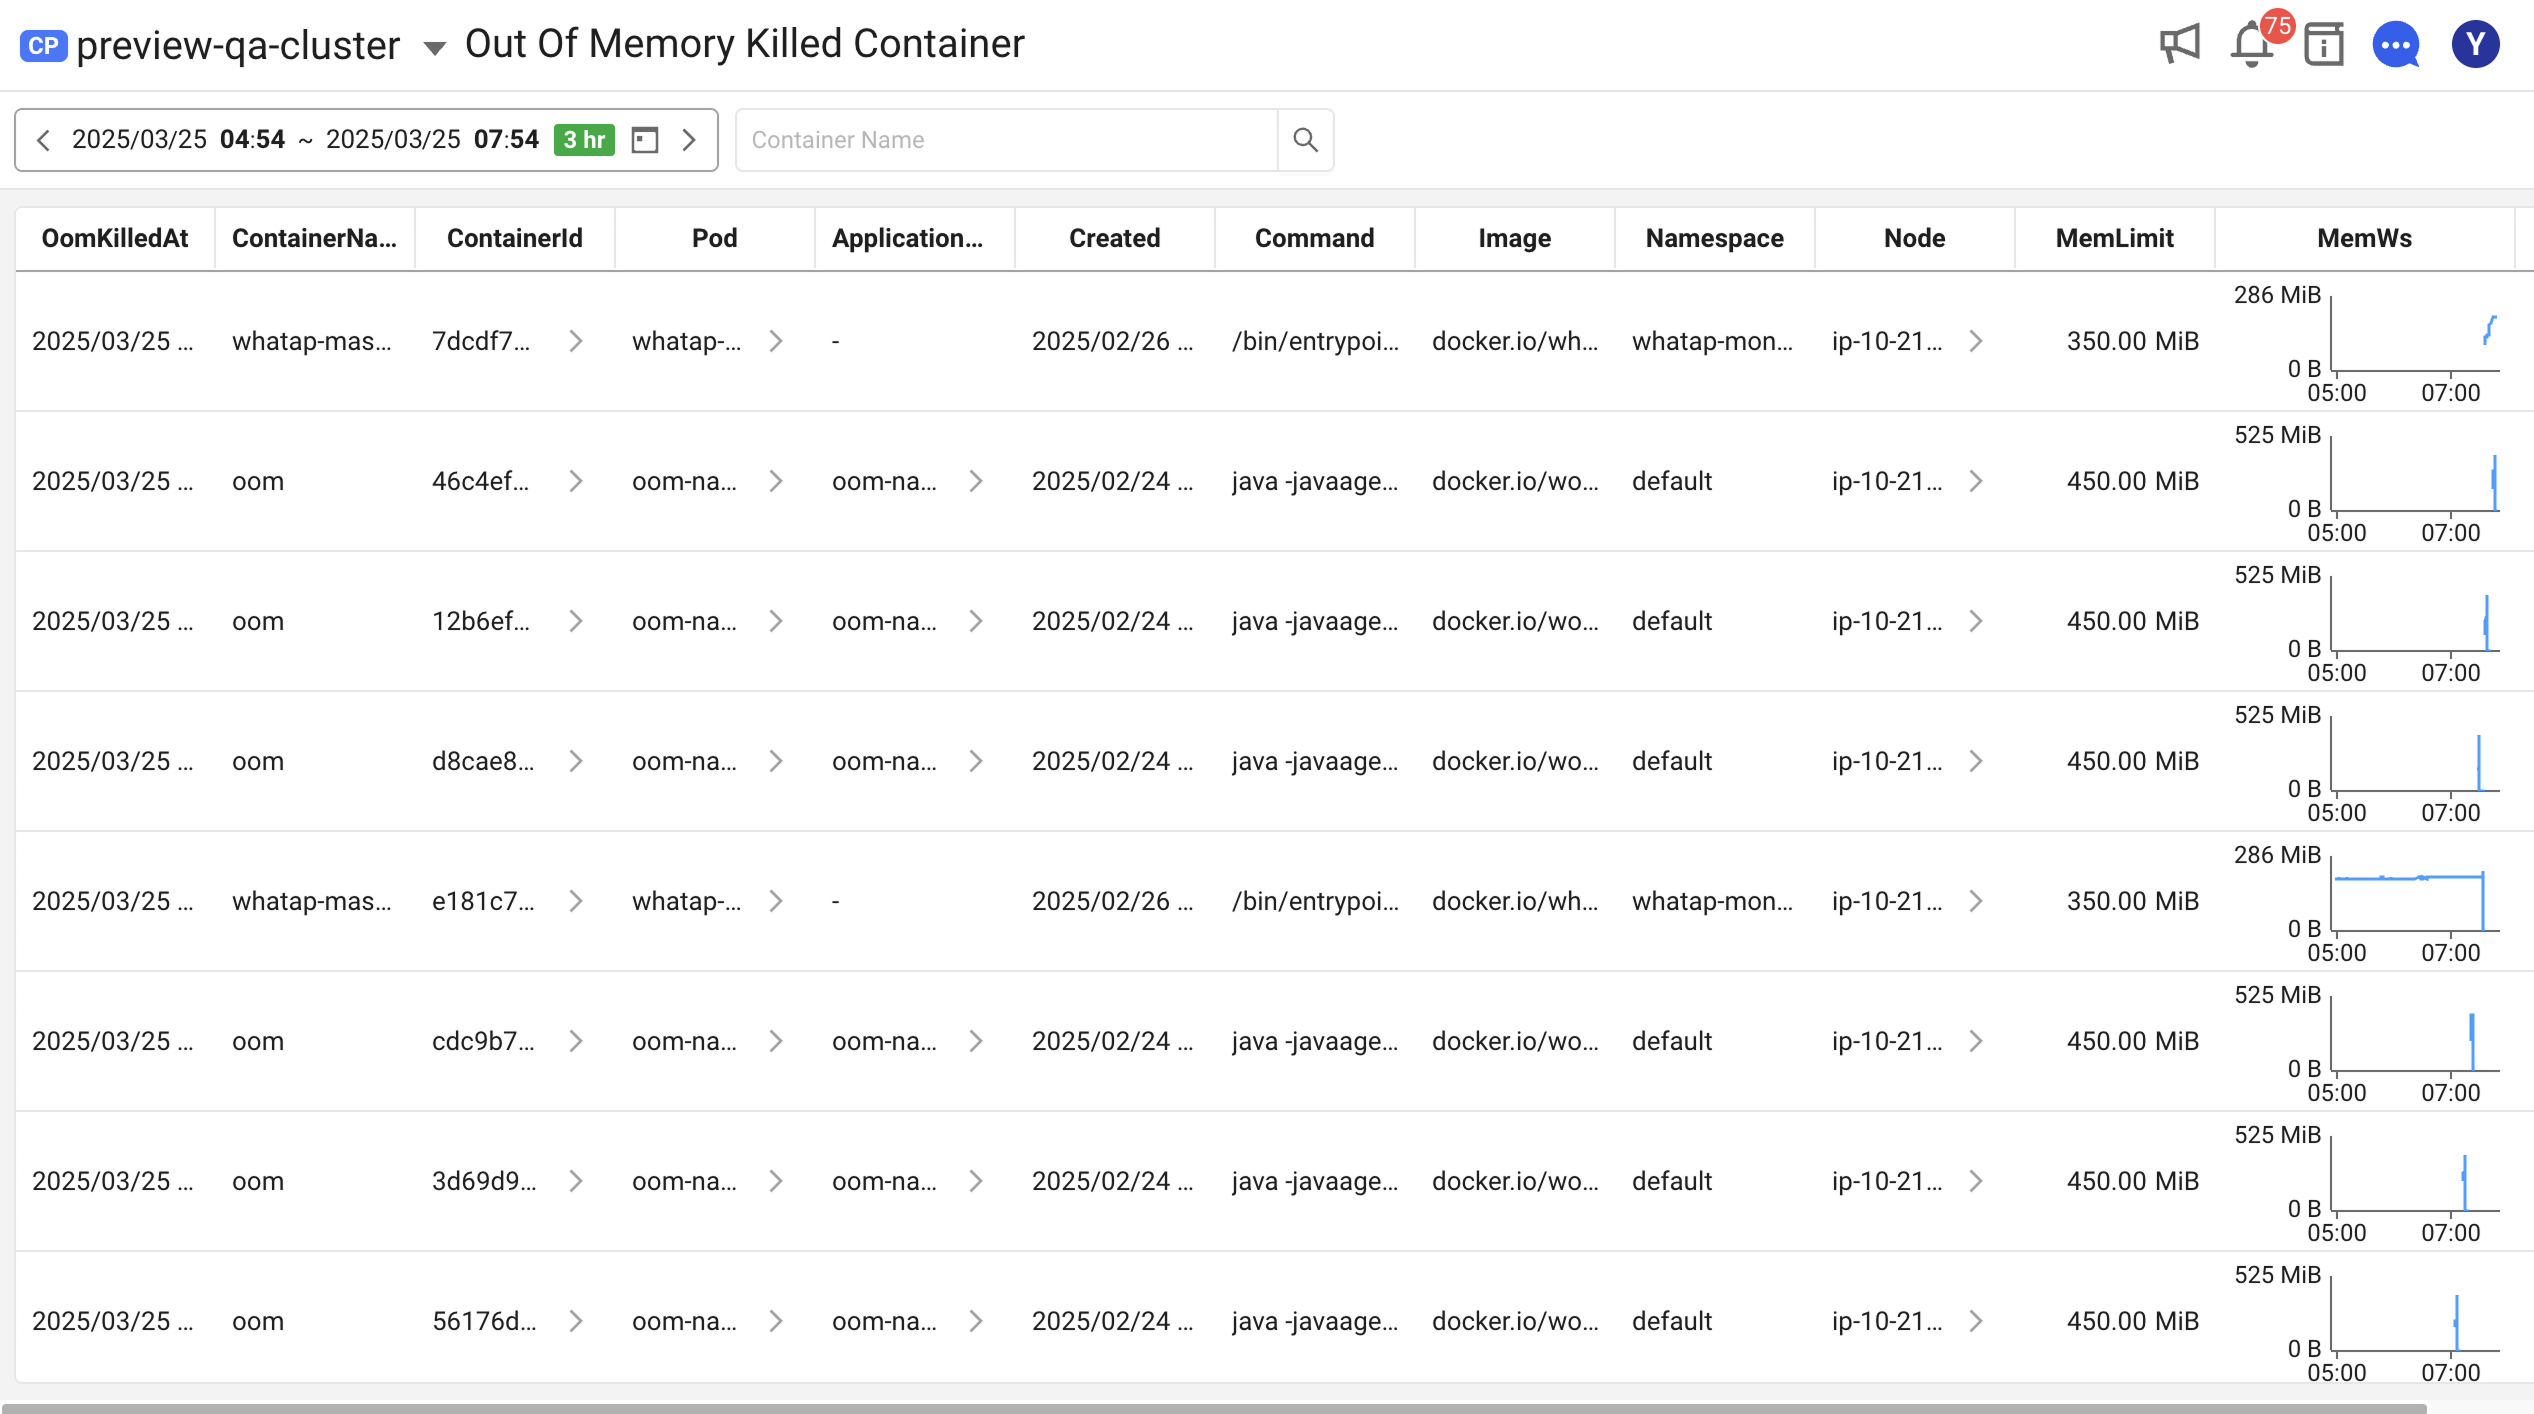 CP preview-qa-cluster Out Of Memory Killed Container 75 Y
2025/03/25 04:54 ~ 2025/03/25 07:54 3 hr Container Name
OomKilledAt ContainerNa... ContainerId Pod Application... Created Command Image Namespace Node MemLimit MemWs
2025/03/25 ... whatap-mas... 7dcdf7... whatap-... - 2025/02/26 ... /bin/entrypoi... docker.io/wh... whatap-mon... ip-10-21... 350.00 MiB 286 MiB 0 B 05:00 07:00
2025/03/25 ... oom 46c4ef... oom-na... oom-na... 2025/02/24 ... java -javaage... docker.io/wo... default ip-10-21... 450.00 MiB 525 MiB 0 B 05:00 07:00
2025/03/25 ... oom 12b6ef... oom-na... oom-na... 2025/02/24 ... java -javaage... docker.io/wo... default ip-10-21... 450.00 MiB 525 MiB 0 B 05:00 07:00
2025/03/25 ... oom d8cae8... oom-na... oom-na... 2025/02/24 ... java -javaage... docker.io/wo... default ip-10-21... 450.00 MiB 525 MiB 0 B 05:00 07:00
2025/03/25 ... whatap-mas... e181c7... whatap-... - 2025/02/26 ... /bin/entrypoi... docker.io/wh... whatap-mon... ip-10-21... 350.00 MiB 286 MiB 0 B 05:00 07:00
2025/03/25 ... oom cdc9b7... oom-na... oom-na... 2025/02/24 ... java -javaage... docker.io/wo... default ip-10-21... 450.00 MiB 525 MiB 0 B 05:00 07:00
2025/03/25 ... oom 3d69d9... oom-na... oom-na... 2025/02/24 ... java -javaage... docker.io/wo... default ip-10-21... 450.00 MiB 525 MiB 0 B 05:00 07:00
2025/03/25 ... oom 56176d... oom-na... oom-na... 2025/02/24 ... java -javaage... docker.io/wo... default ip-10-21... 450.00 MiB 525 MiB 0 B 05:00 07:00